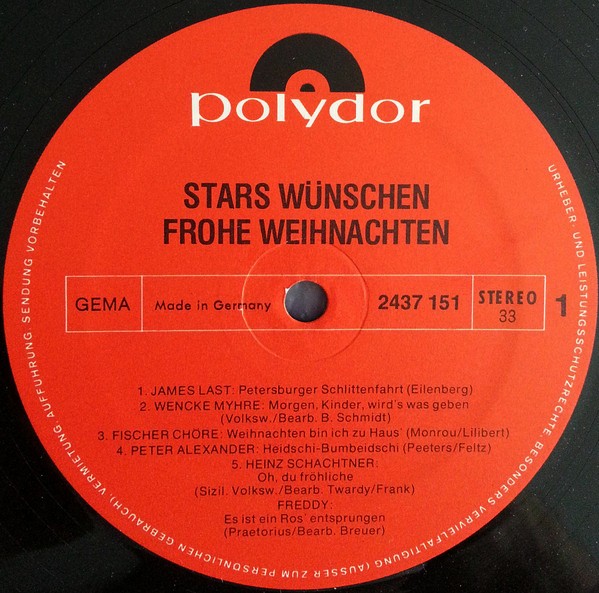 polydor
STARS WÜNSCHEN
FROHE WEIHNACHTEN
GEMA
Made in Germany
2437 151
STEREO
33
1
1. JAMES LAST: Petersburger Schlittenfahrt (Eilenberg)
2. WENCKE MYHRE: Morgen, Kinder, wird's was geben
(Volksw./Bearb. B. Schmidt)
3. FISCHER CHÖRE: Weihnachten bin ich zu Haus' (Monrou/Lilibert)
4. PETER ALEXANDER: Heidschi-Bumbeidschi (Peeters/Feltz)
5. HEINZ SCHACHTNER:
Oh, du fröhliche
(Sizil. Volksw./Bearb. Twardy/Frank)
FREDDY:
Es ist ein Ros' entsprungen
(Praetorius/Bearb. Breuer)
URHEBER- UND LEISTUNGSSCHUTZRECHTE, BESONDERS VERVIELFÄLTIGUNG (AUSSER ZUM PERSÖNLICHEN GEBRAUCH), VERMIETUNG, AUFFÜHRUNG, SENDUNG VORBEHALTEN